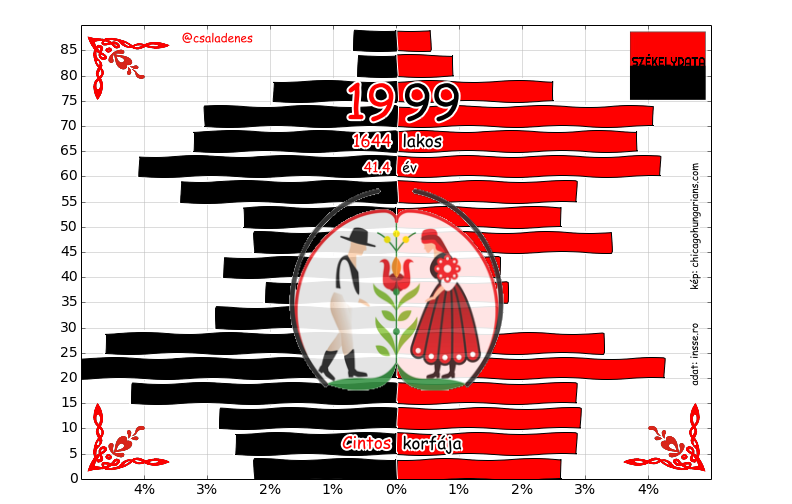 @csaladenes
SZÉKELYDATA
1999
1644 lakos
41.4 év
kép: chicagohungarians.com
adat: insse.ro
Cintos korfája
85
80
75
70
65
60
55
50
45
40
35
30
25
20
15
10
5
0
4% 3% 2% 1% 0% 1% 2% 3% 4%